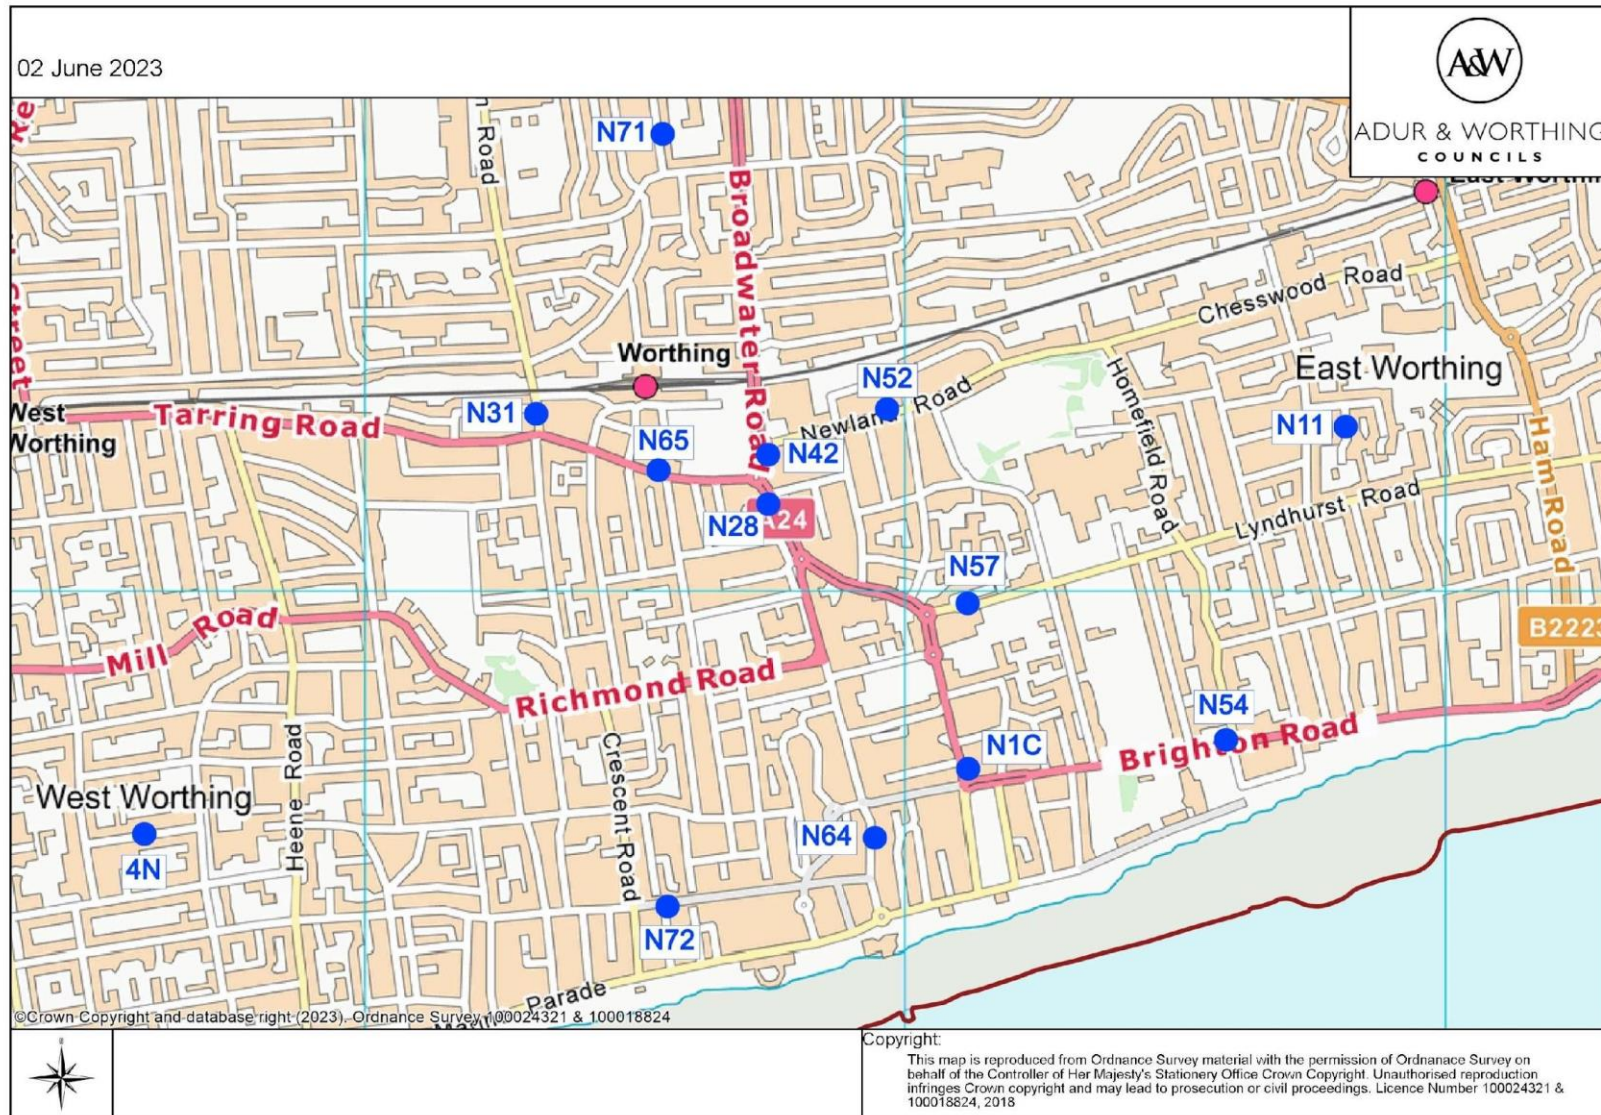 02 June 2023
A&W
ADUR & WORTHING
COUNCILS
N71
Road
Broadwater Road
Chesswood Road
Worthing
East Worthing
N52
Newland Road
N31
N11
West
Worthing
Tarring Road
N65
N42
Homefield Road
Ham Road
N28
A24
Lyndhurst Road
N57
Mill Road
B2223
Richmond Road
N54
N1C
Brighton Road
Heene Road
Crescent Road
West Worthing
N64
4N
N72
Parade
©Crown Copyright and database right (2023). Ordnance Survey 100024321 & 100018824
Copyright:
This map is reproduced from Ordnance Survey material with the permission of Ordnanace Survey on
behalf of the Controller of Her Majesty's Stationery Office Crown Copyright. Unauthorised reproduction
infringes Crown copyright and may lead to prosecution or civil proceedings. Licence Number 100024321 &
100018824, 2018